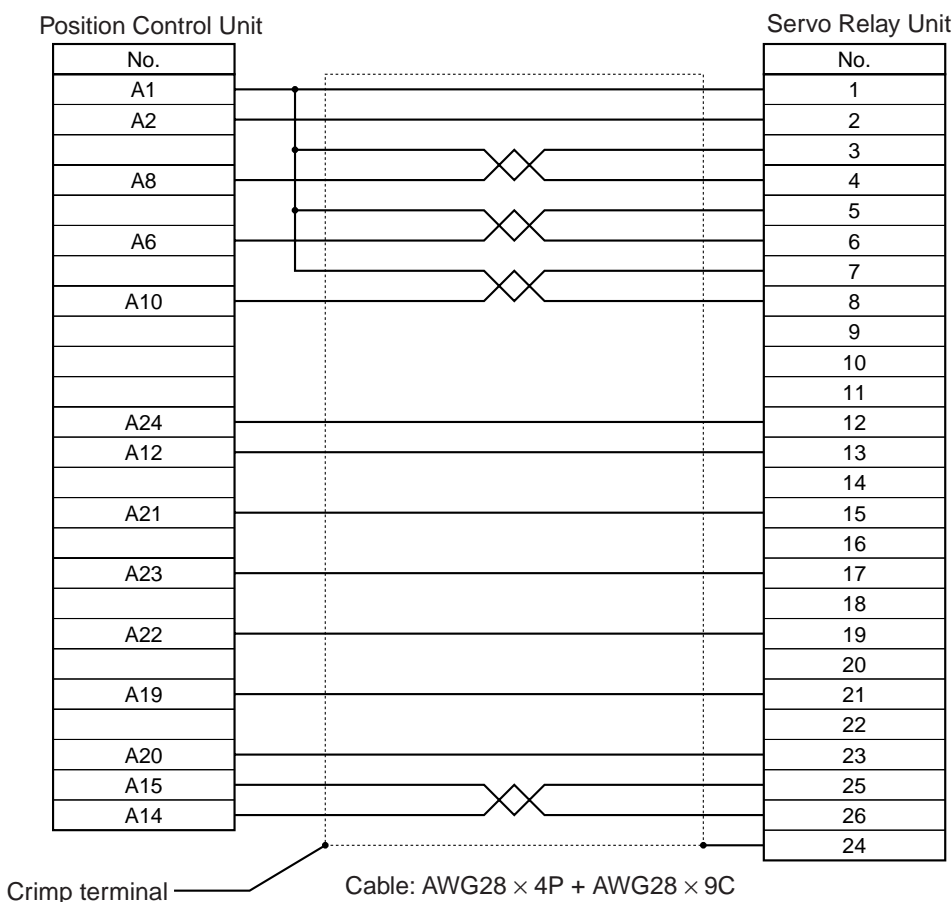 Position Control Unit
Servo Relay Unit
No.
No.
A1
1
A2
2
3
A8
4
5
A6
6
7
A10
8
9
10
11
A24
12
A12
13
14
A21
15
16
A23
17
18
A22
19
20
A19
21
22
A20
23
A15
25
A14
26
24
Crimp terminal
Cable: AWG28 × 4P + AWG28 × 9C